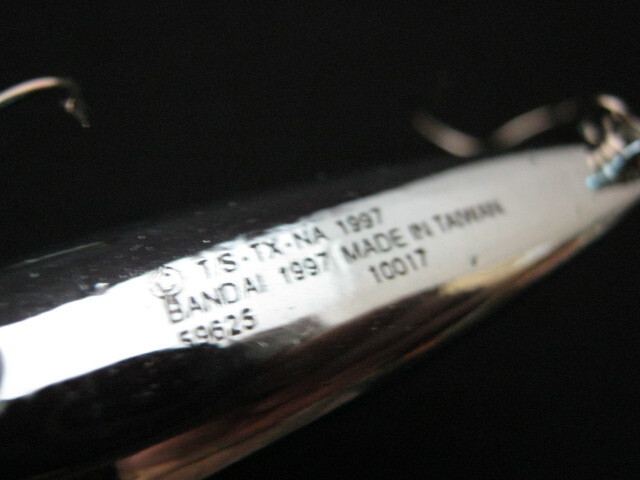 © T/S·TX·NA 1997
BANDAI 1997 MADE IN TAIWAN
59625 10017